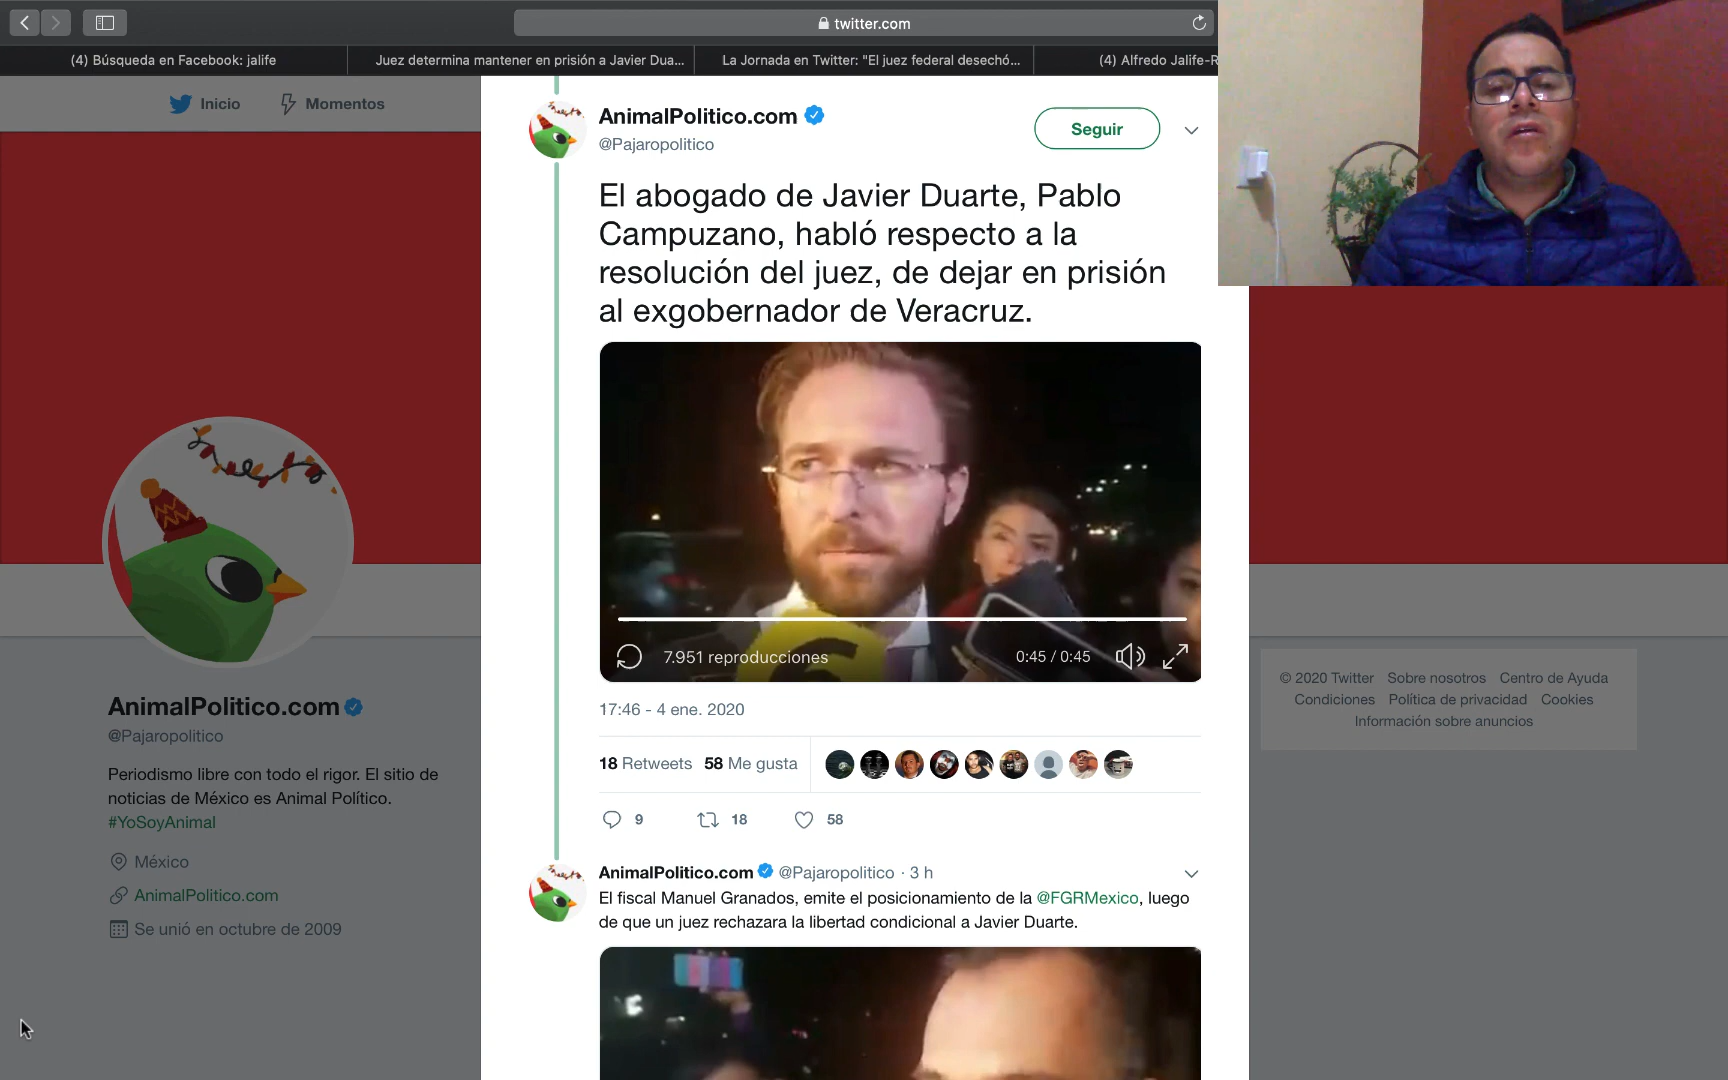 twitter.com
(4) Búsqueda en Facebook: jalife
Juez determina mantener en prisión a Javier Dua...
La Jornada en Twitter: "El juez federal desechó...
(4) Alfredo Jalife-R
Inicio
Momentos
AnimalPolitico.com
@Pajaropolitico
Seguir
El abogado de Javier Duarte, Pablo
Campuzano, habló respecto a la
resolución del juez, de dejar en prisión
al exgobernador de Veracruz.
7.951 reproducciones
0:45 / 0:45
17:46 - 4 ene. 2020
18 Retweets 58 Me gusta
9
18
58
AnimalPolitico.com @Pajaropolitico · 3 h
El fiscal Manuel Granados, emite el posicionamiento de la @FGRMexico, luego
de que un juez rechazara la libertad condicional a Javier Duarte.
AnimalPolitico.com
@Pajaropolitico
Periodismo libre con todo el rigor. El sitio de
noticias de México es Animal Político.
#YoSoyAnimal
México
AnimalPolitico.com
Se unió en octubre de 2009
© 2020 Twitter Sobre nosotros Centro de Ayuda
Condiciones Política de privacidad Cookies
Información sobre anuncios